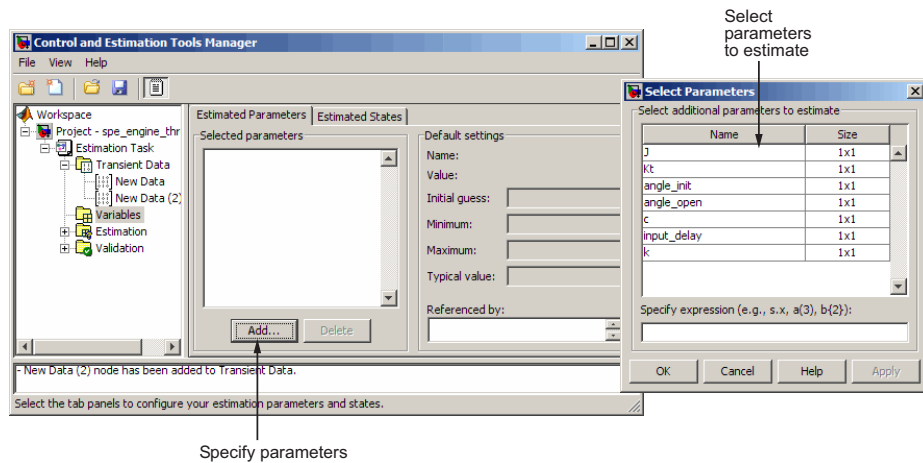 Select
parameters
to estimate
Control and Estimation Tools Manager
File View Help
Workspace
Project - spe_engine_thr
Estimation Task
Transient Data
New Data
New Data (2)
Variables
Estimation
Validation
Estimated Parameters Estimated States
Selected parameters
Add... Delete
Default settings
Name:
Value:
Initial guess:
Minimum:
Maximum:
Typical value:
Referenced by:
- New Data (2) node has been added to Transient Data.
Select the tab panels to configure your estimation parameters and states.
Select Parameters
Select additional parameters to estimate
Name Size
J 1x1
Kt 1x1
angle_init 1x1
angle_open 1x1
c 1x1
input_delay 1x1
k 1x1
Specify expression (e.g., s.x, a(3), b{2}):
OK Cancel Help Apply
Specify parameters